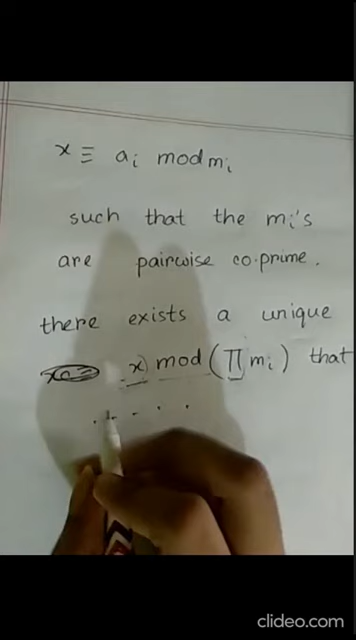 x ≡ aᵢ mod mᵢ
such that the mᵢ's
are pairwise co-prime.
there exists a unique
x mod (∏ mᵢ) that
. . - . .
clideo.com